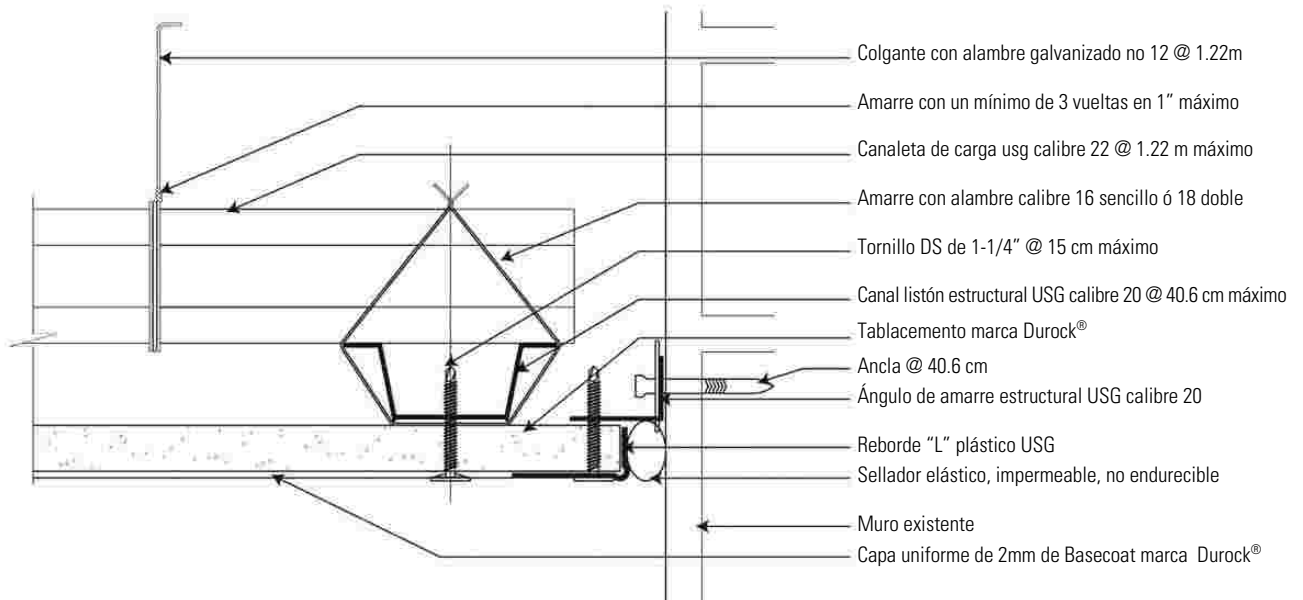 Colgante con alambre galvanizado no 12 @ 1.22m
Amarre con un mínimo de 3 vueltas en 1” máximo
Canaleta de carga usg calibre 22 @ 1.22 m máximo
Amarre con alambre calibre 16 sencillo ó 18 doble
Tornillo DS de 1-1/4” @ 15 cm máximo
Canal listón estructural USG calibre 20 @ 40.6 cm máximo
Tablacemento marca Durock®
Ancla @ 40.6 cm
Ángulo de amarre estructural USG calibre 20
Reborde “L” plástico USG
Sellador elástico, impermeable, no endurecible
Muro existente
Capa uniforme de 2mm de Basecoat marca Durock®